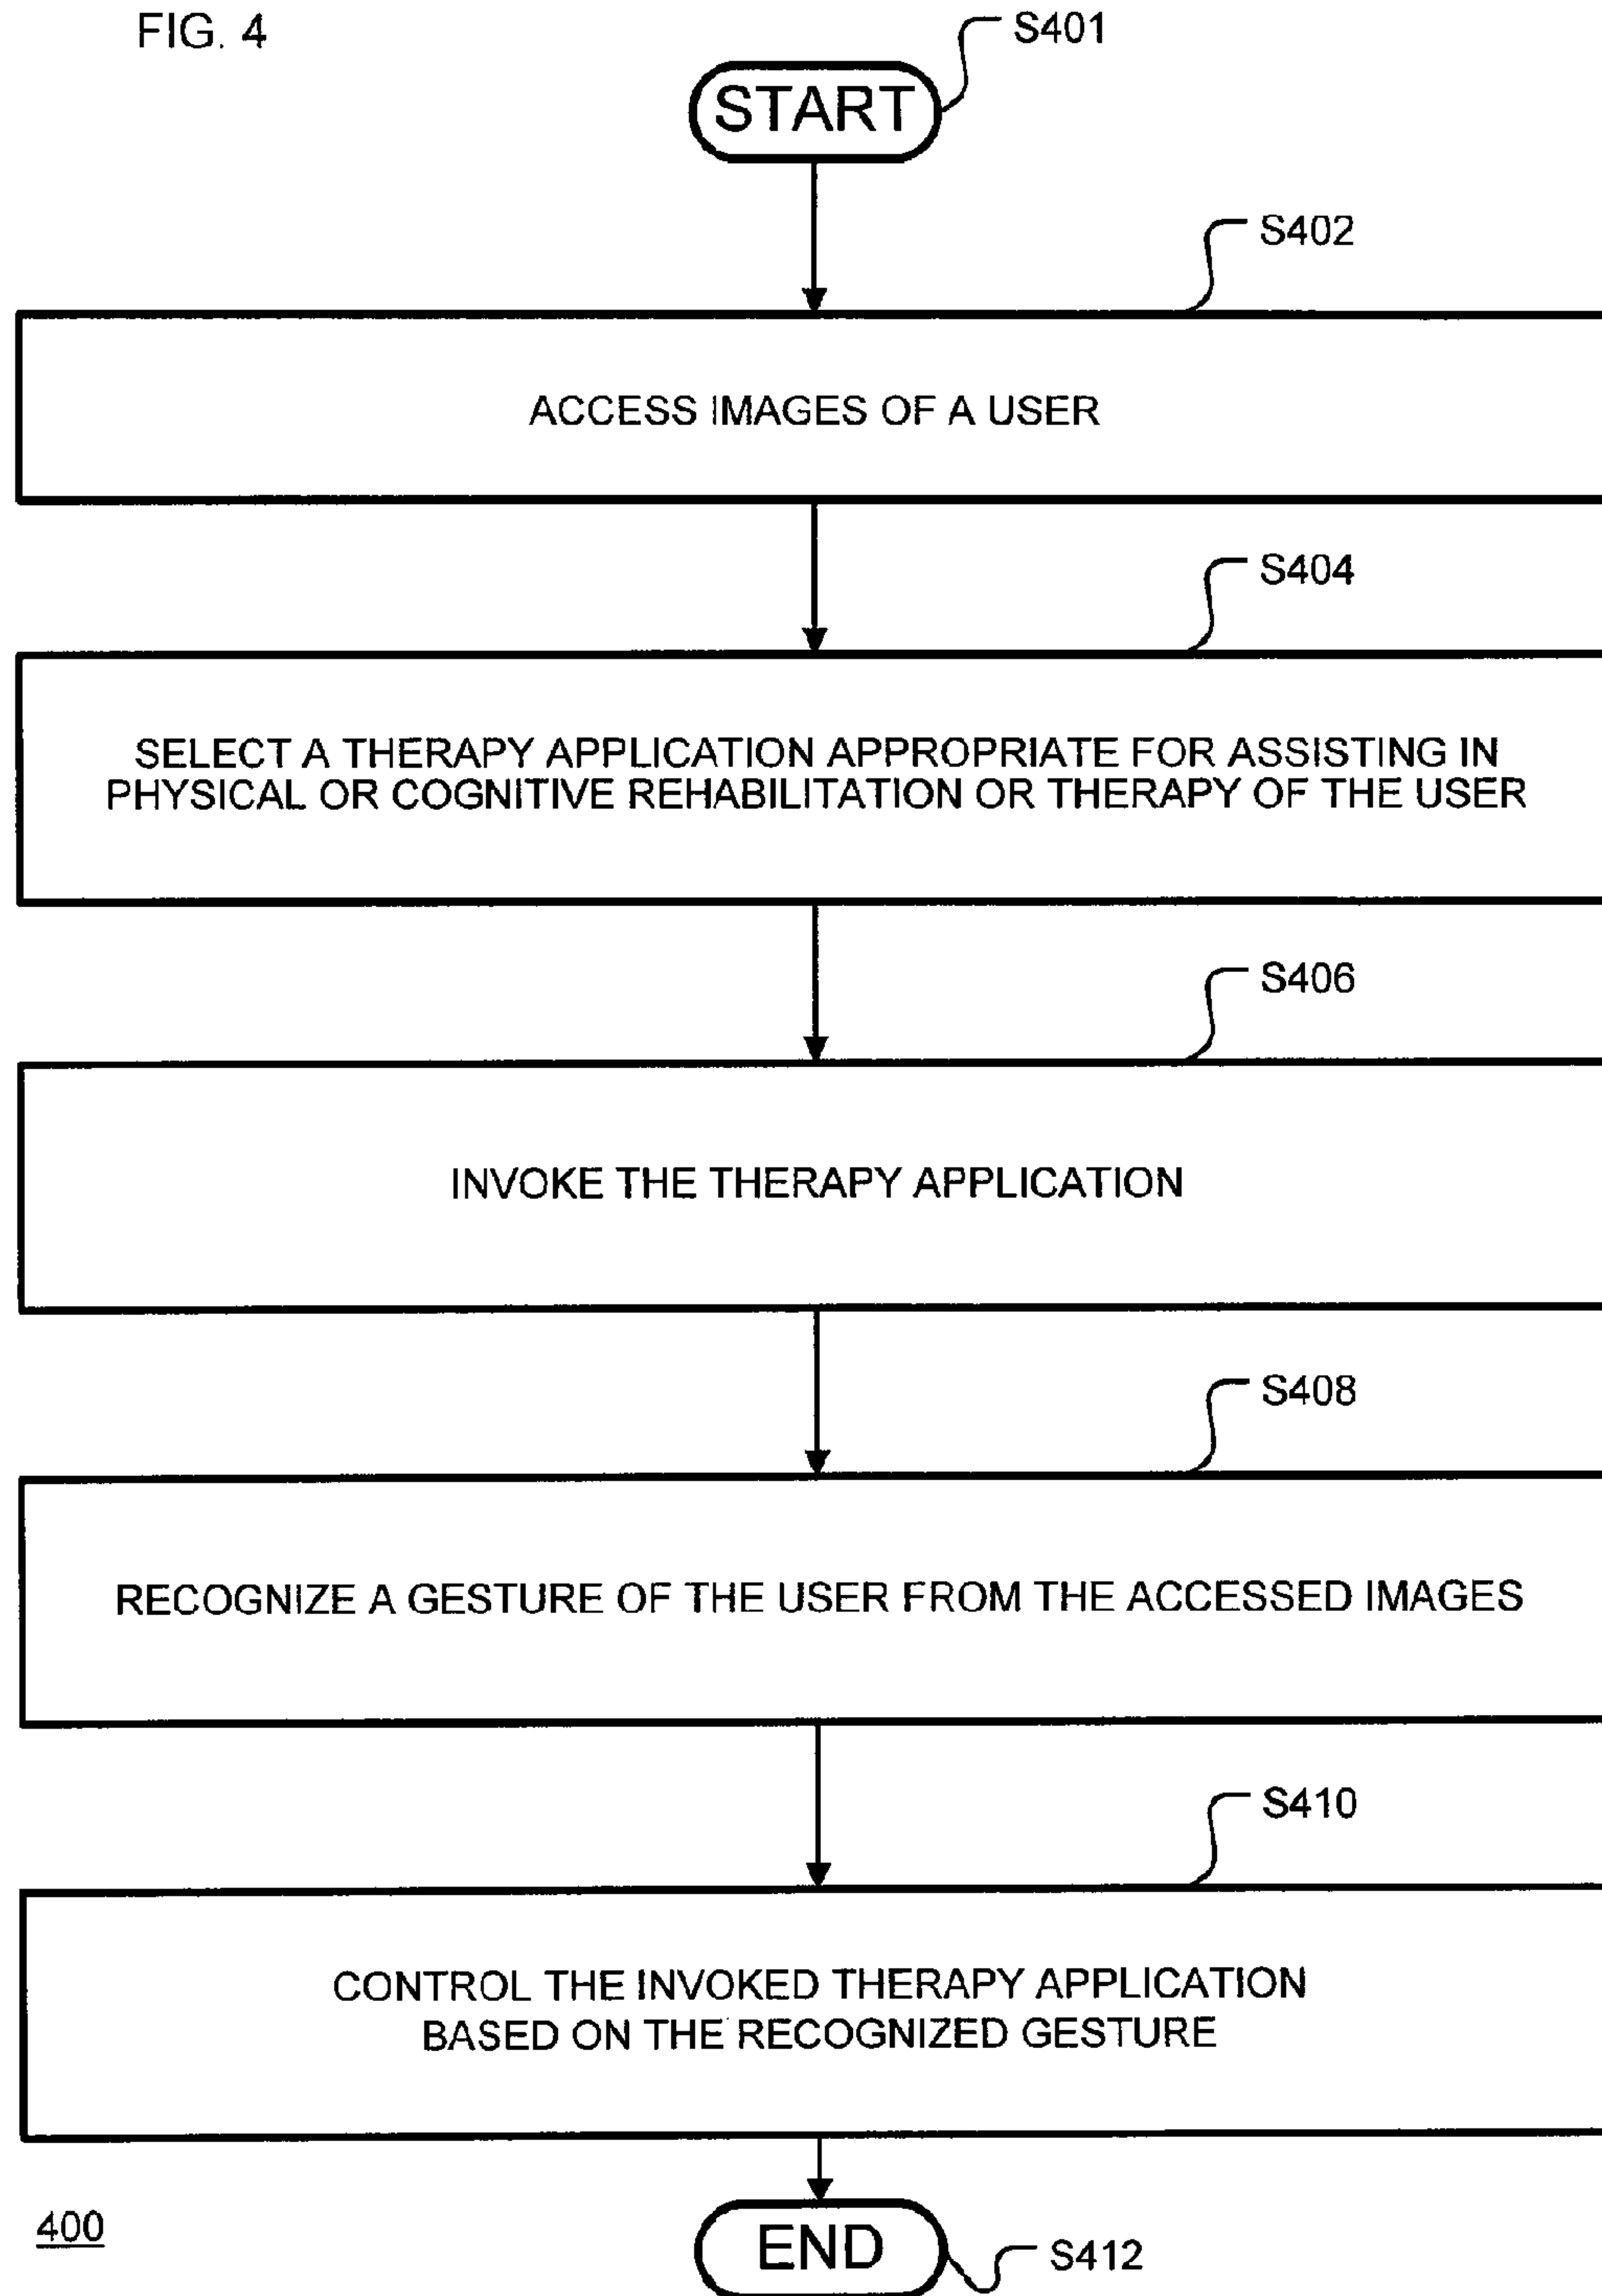 FIG. 4
S401
START
S402
ACCESS IMAGES OF A USER
S404
SELECT A THERAPY APPLICATION APPROPRIATE FOR ASSISTING IN
PHYSICAL OR COGNITIVE REHABILITATION OR THERAPY OF THE USER
S406
INVOKE THE THERAPY APPLICATION
S408
RECOGNIZE A GESTURE OF THE USER FROM THE ACCESSED IMAGES
S410
CONTROL THE INVOKED THERAPY APPLICATION
BASED ON THE RECOGNIZED GESTURE
400
END
S412